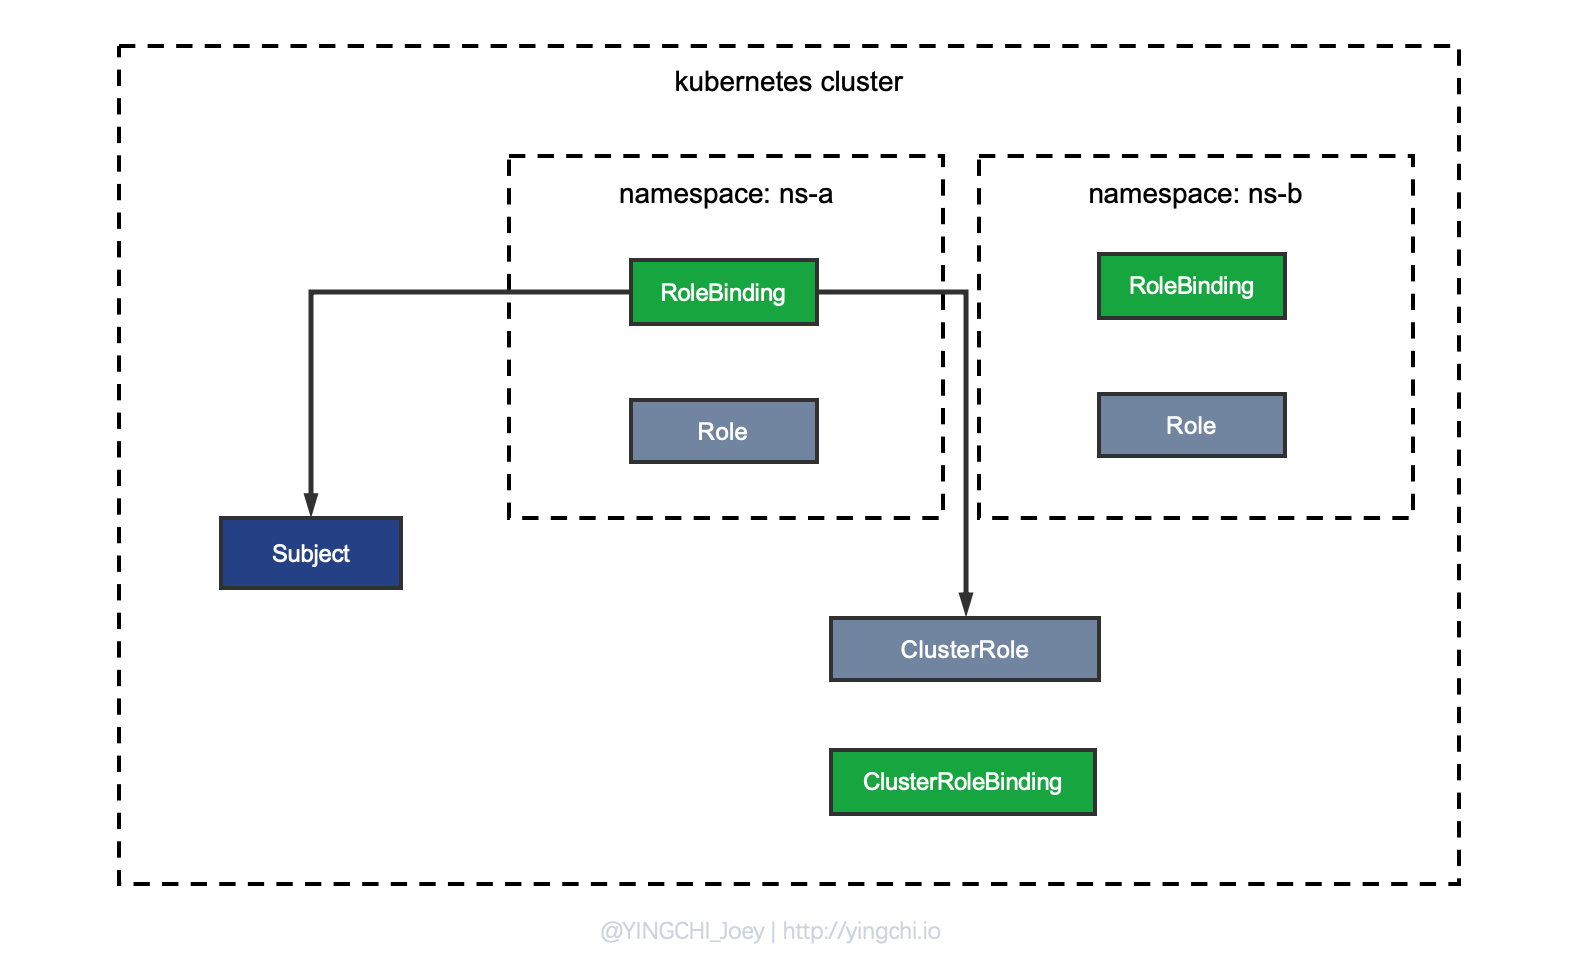 kubernetes cluster
namespace: ns-a
RoleBinding
Role
namespace: ns-b
RoleBinding
Role
Subject
ClusterRole
ClusterRoleBinding
@YINGCHI_Joey | http://yingchi.io